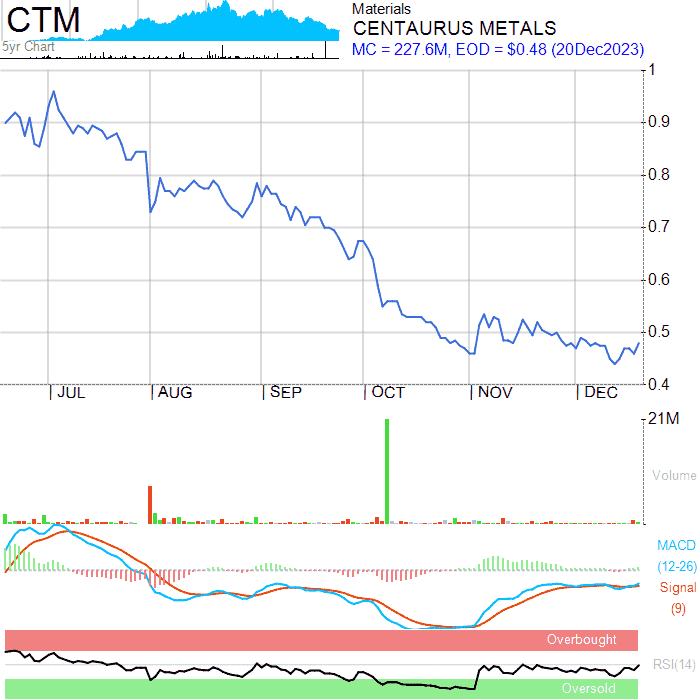 CTM
5yr Chart
Materials
CENTAURUS METALS
MC = 227.6M, EOD = $0.48 (20Dec2023)
1
0.9
0.8
0.7
0.6
0.5
0.4
JUL AUG SEP OCT NOV DEC
21M
Volume
MACD
(12-26)
Signal
(9)
Overbought
RSI(14)
Oversold